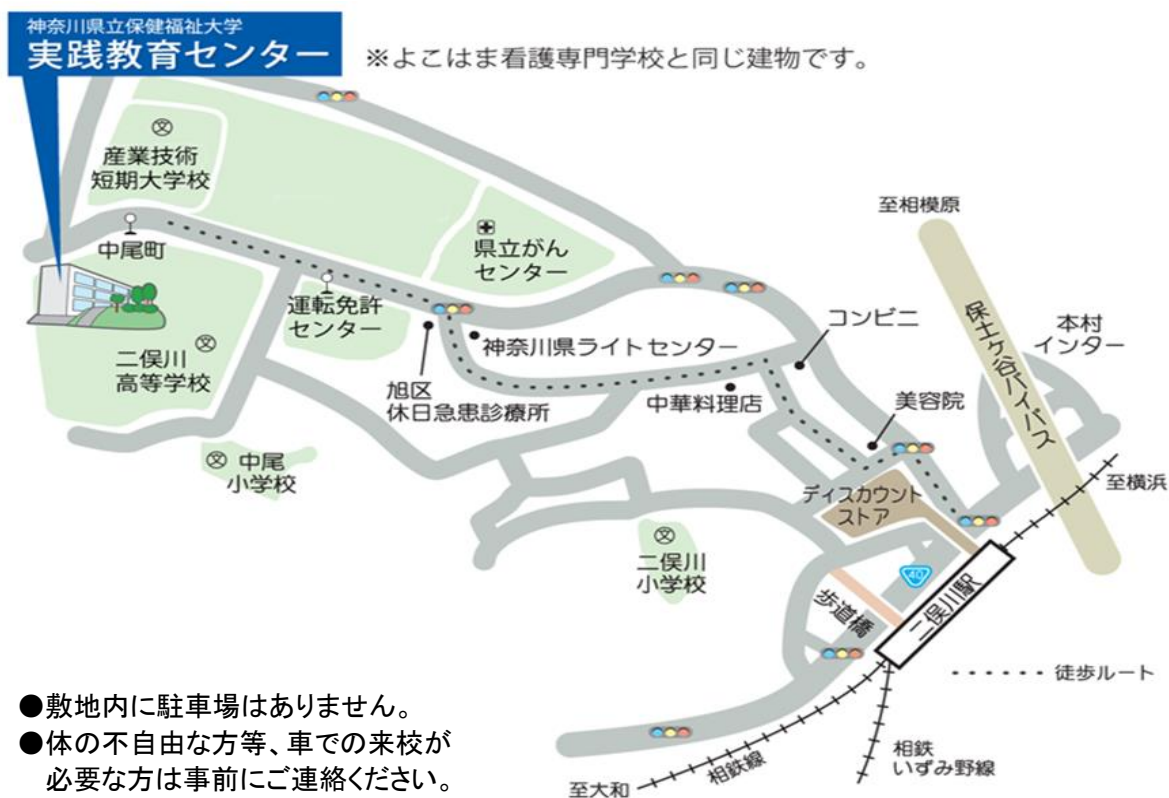 神奈川県立保健福祉大学
実践教育センター
※よこはま看護専門学校と同じ建物です。
産業技術
短期大学校
中尾町
県立がん
センター
至相模原
運転免許
センター
コンビニ
保土ヶ谷バイパス
本村
インター
二俣川
高等学校
神奈川県ライトセンター
旭区
休日急患診療所
中華料理店
美容院
中尾
小学校
ディスカウント
ストア
至横浜
二俣川
小学校
40
二俣川駅
歩道橋
徒歩ルート
●敷地内に駐車場はありません。
●体の不自由な方等、車での来校が
必要な方は事前にご連絡ください。
至大和
相鉄線
相鉄
いずみ野線